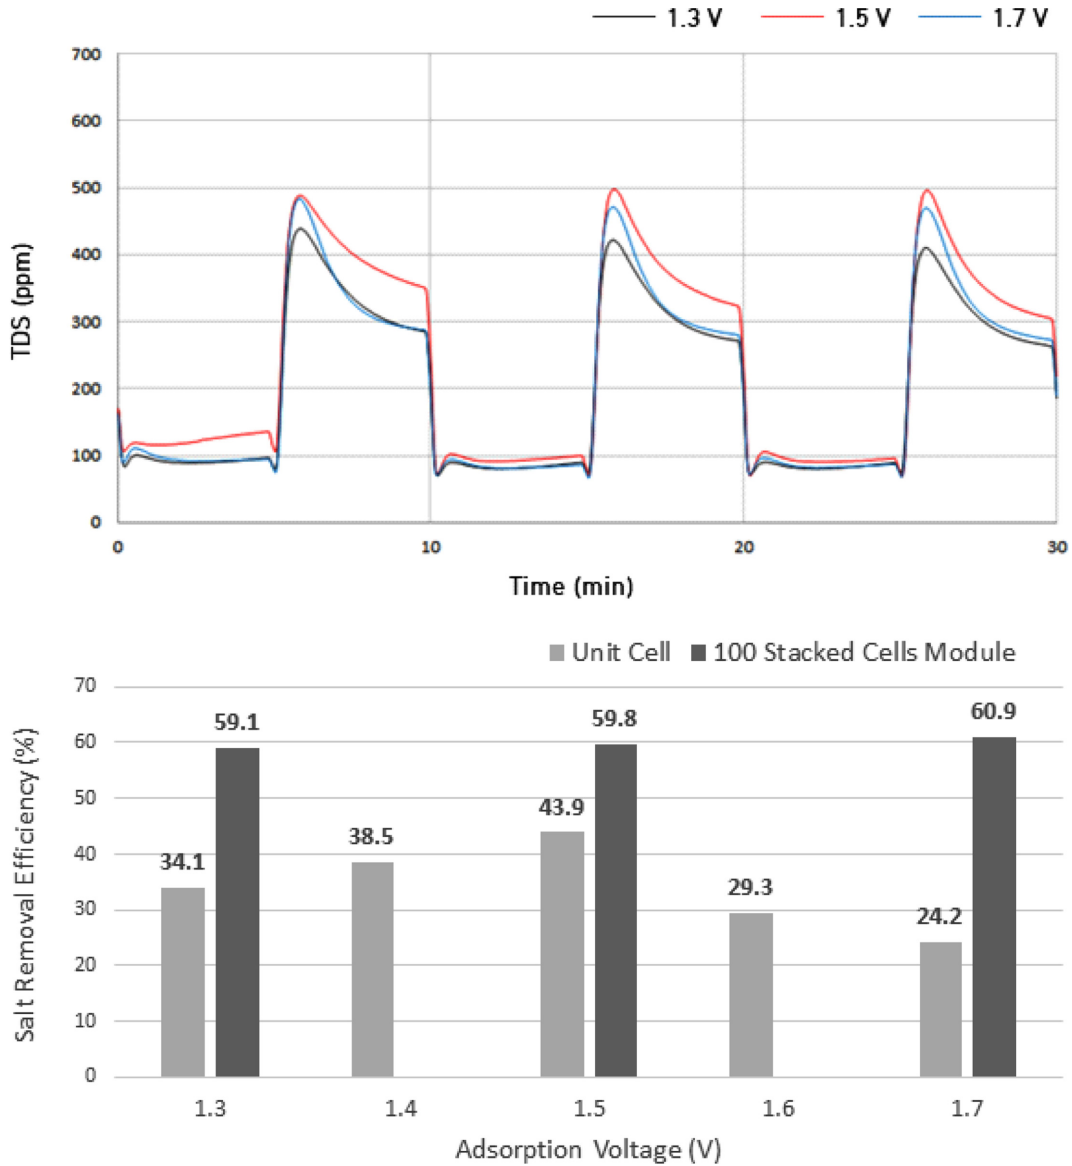 1.3 V 1.5 V 1.7 V
700
600
500
400
300
200
100
0
TDS (ppm)
0 10 20 30
Time (min)
Unit Cell 100 Stacked Cells Module
70
60
50
40
30
20
10
0
Salt Removal Efficiency (%)
34.1 59.1
38.5
43.9 59.8
29.3
24.2 60.9
1.3 1.4 1.5 1.6 1.7
Adsorption Voltage (V)